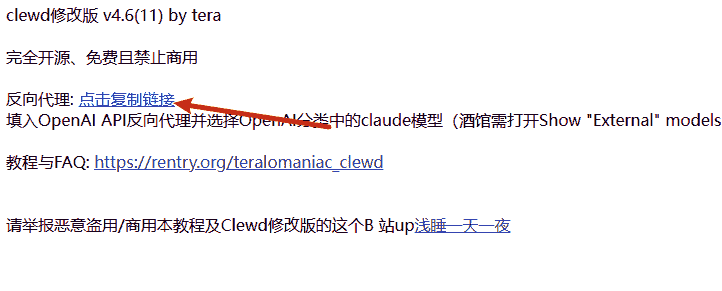 clewd修改版 v4.6(11) by tera
完全开源、免费且禁止商用
反向代理: 点击复制链接
填入OpenAI API反向代理并选择OpenAI分类中的claude模型（酒馆需打开Show "External" models
教程与FAQ: https://rentry.org/teralomaniac_clewd
请举报恶意盗用/商用本教程及Clewd修改版的这个B 站up浅睡一天一夜